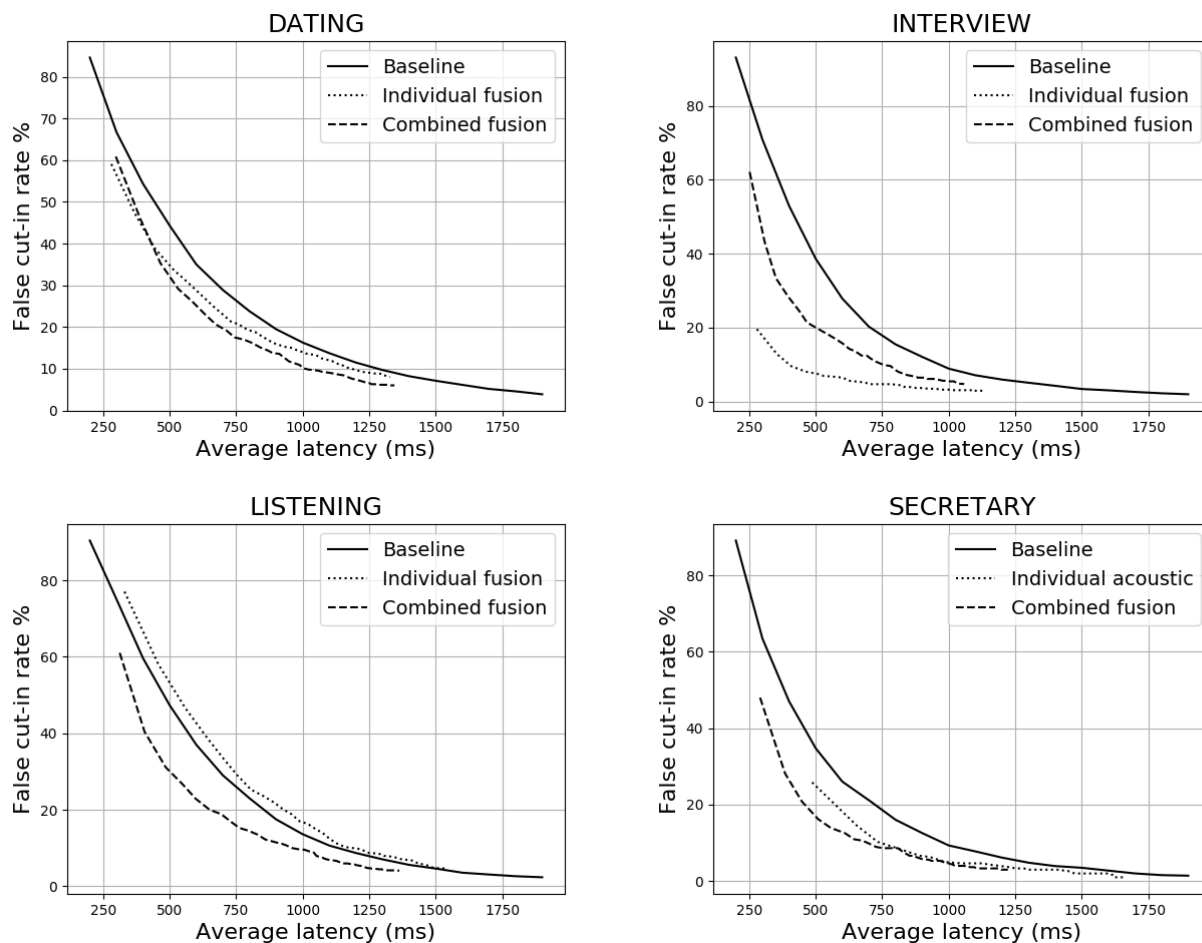 DATING
Baseline
Individual fusion
Combined fusion
False cut-in rate %
80
70
60
50
40
30
20
10
0
250 500 750 1000 1250 1500 1750
Average latency (ms)
INTERVIEW
Baseline
Individual fusion
Combined fusion
False cut-in rate %
80
60
40
20
0
250 500 750 1000 1250 1500 1750
Average latency (ms)
LISTENING
Baseline
Individual fusion
Combined fusion
False cut-in rate %
80
60
40
20
0
250 500 750 1000 1250 1500 1750
Average latency (ms)
SECRETARY
Baseline
Individual acoustic
Combined fusion
False cut-in rate %
80
60
40
20
0
250 500 750 1000 1250 1500 1750
Average latency (ms)